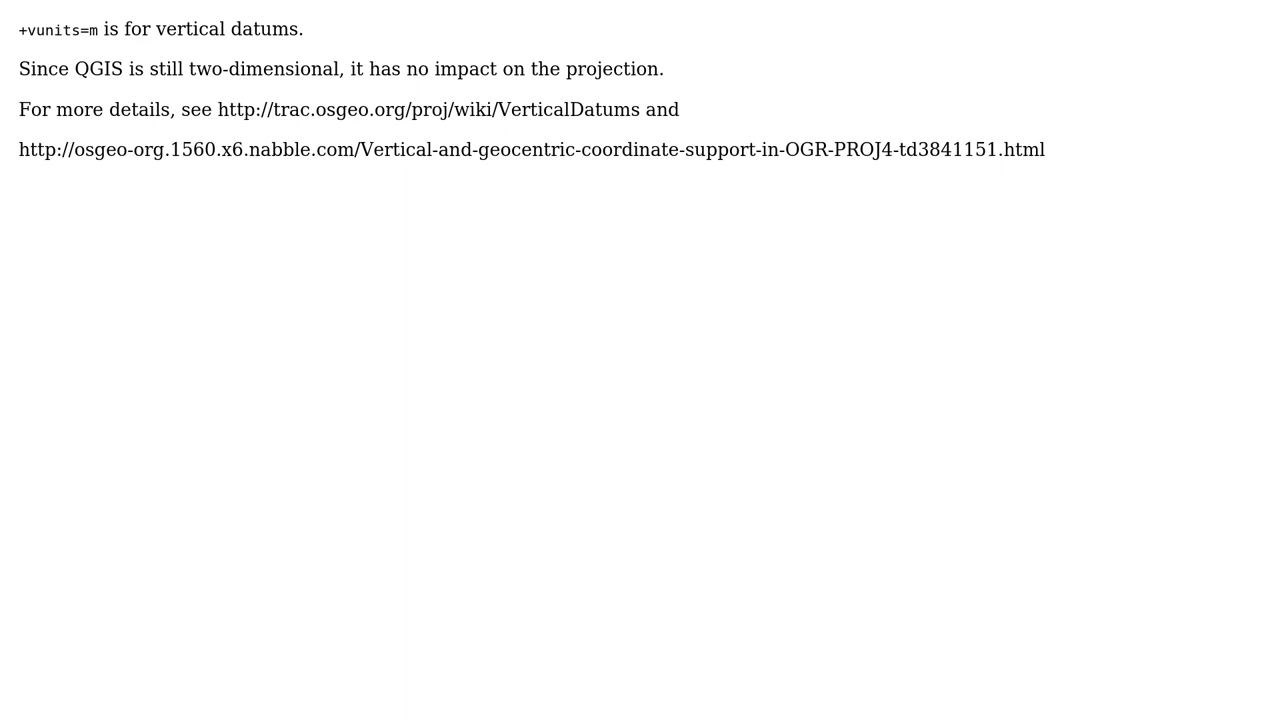 +vunits=m is for vertical datums.
Since QGIS is still two-dimensional, it has no impact on the projection.
For more details, see http://trac.osgeo.org/proj/wiki/VerticalDatums and
http://osgeo-org.1560.x6.nabble.com/Vertical-and-geocentric-coordinate-support-in-OGR-PROJ4-td3841151.html